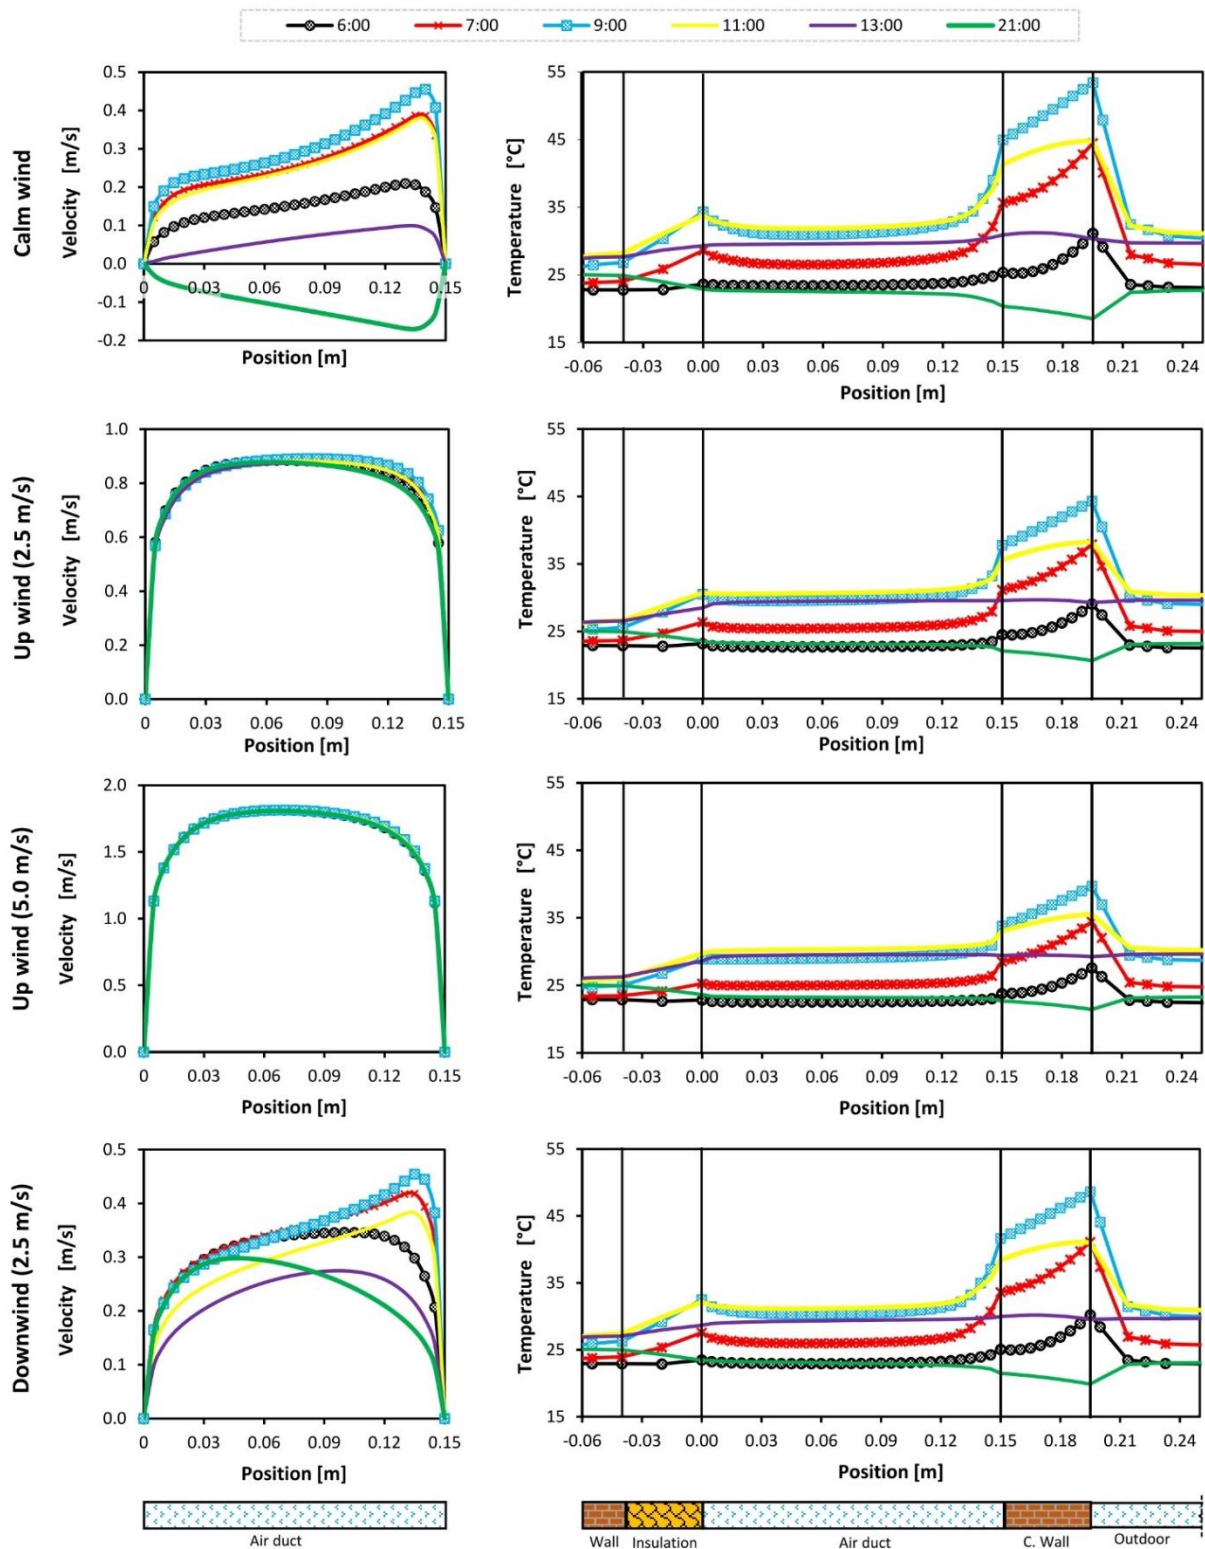 6:00 7:00 9:00 11:00 13:00 21:00
Calm wind
Velocity [m/s]
0.5
0.4
0.3
0.2
0.1
0.0
-0.1
-0.2
0 0.03 0.06 0.09 0.12 0.15
Position [m]
Temperature [°C]
55
45
35
25
15
-0.06 -0.03 0.00 0.03 0.06 0.09 0.12 0.15 0.18 0.21 0.24
Position [m]
Up wind (2.5 m/s)
Velocity [m/s]
1.0
0.8
0.6
0.4
0.2
0.0
0 0.03 0.06 0.09 0.12 0.15
Position [m]
Temperature [°C]
55
45
35
25
15
-0.06 -0.03 0.00 0.03 0.06 0.09 0.12 0.15 0.18 0.21 0.24
Position [m]
Up wind (5.0 m/s)
Velocity [m/s]
2.0
1.5
1.0
0.5
0.0
0 0.03 0.06 0.09 0.12 0.15
Position [m]
Temperature [°C]
55
45
35
25
15
-0.06 -0.03 0.00 0.03 0.06 0.09 0.12 0.15 0.18 0.21 0.24
Position [m]
Downwind (2.5 m/s)
Velocity [m/s]
0.5
0.4
0.3
0.2
0.1
0.0
0 0.03 0.06 0.09 0.12 0.15
Position [m]
Temperature [°C]
55
45
35
25
15
-0.06 -0.03 0.00 0.03 0.06 0.09 0.12 0.15 0.18 0.21 0.24
Position [m]
Air duct
Wall Insulation Air duct C. Wall Outdoor